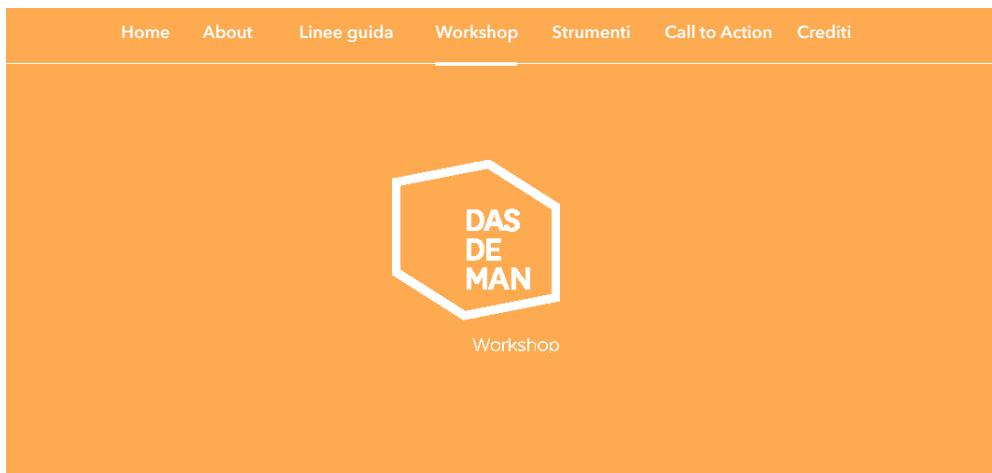 Home About Linee guida Workshop Strumenti Call to Action Crediti
DAS
DE
MAN
Workshop